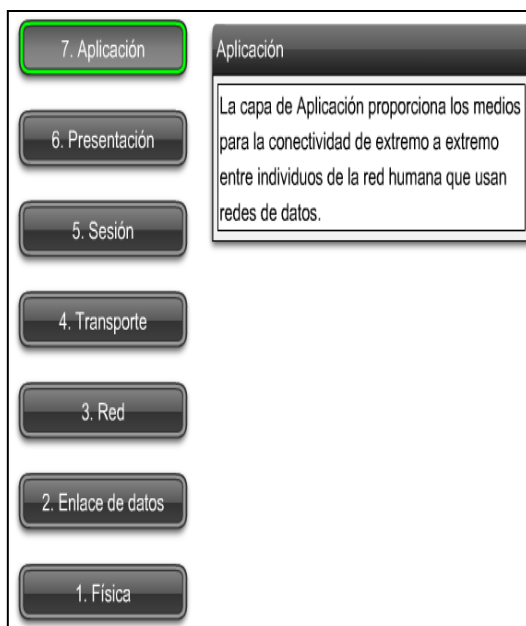 7. Aplicación
6. Presentación
5. Sesión
4. Transporte
3. Red
2. Enlace de datos
1. Física
Aplicación
La capa de Aplicación proporciona los medios
para la conectividad de extremo a extremo
entre individuos de la red humana que usan
redes de datos.